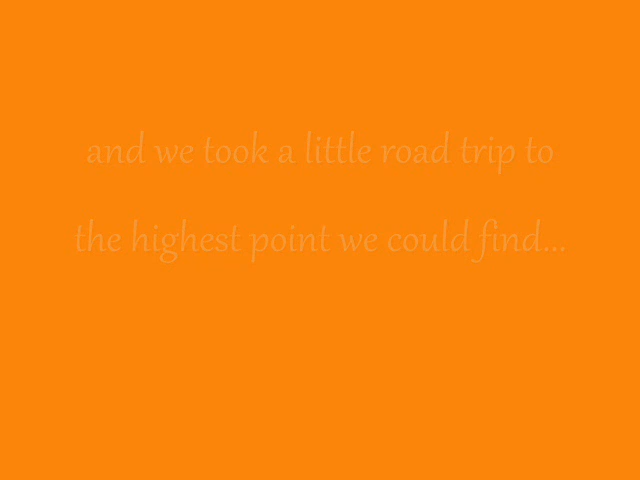 and we took a little road trip to
the highest point we could find...